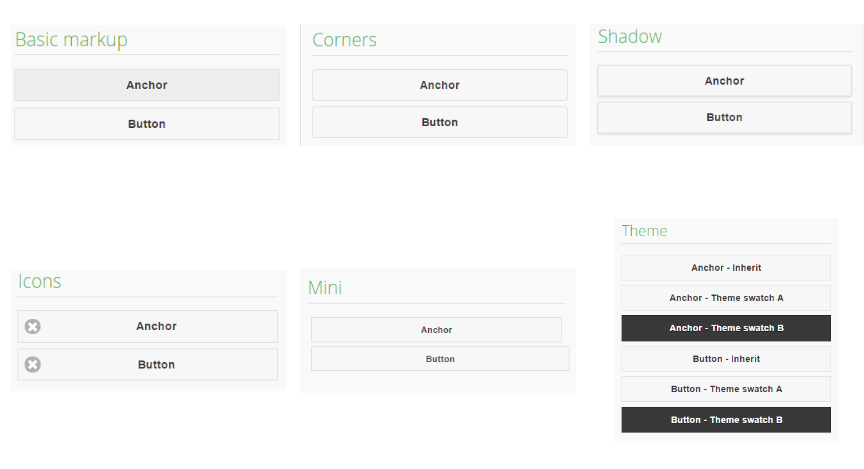 Basic markup
Anchor
Button
Corners
Anchor
Button
Shadow
Anchor
Button
Icons
Anchor
Button
Mini
Anchor
Button
Theme
Anchor - Inherit
Anchor - Theme swatch A
Anchor - Theme swatch B
Button - Inherit
Button - Theme swatch A
Button - Theme swatch B